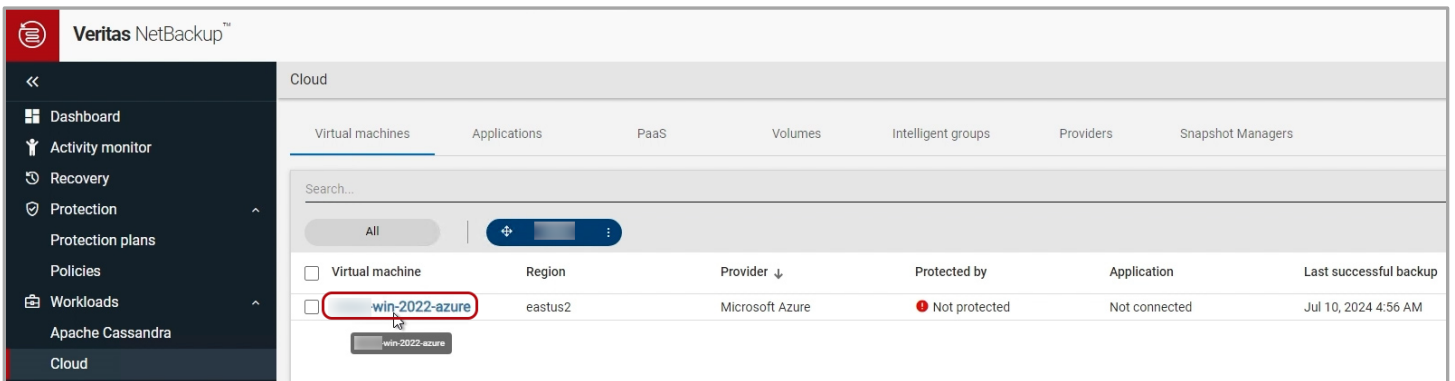 Veritas NetBackup™
Cloud
Dashboard
Activity monitor
Recovery
Protection
Protection plans
Policies
Workloads
Apache Cassandra
Cloud
Virtual machines Applications PaaS Volumes Intelligent groups Providers Snapshot Managers
Search...
All
Virtual machine Region Provider ↓ Protected by Application Last successful backup
-win-2022-azure eastus2 Microsoft Azure Not protected Not connected Jul 10, 2024 4:56 AM
-win-2022-azure